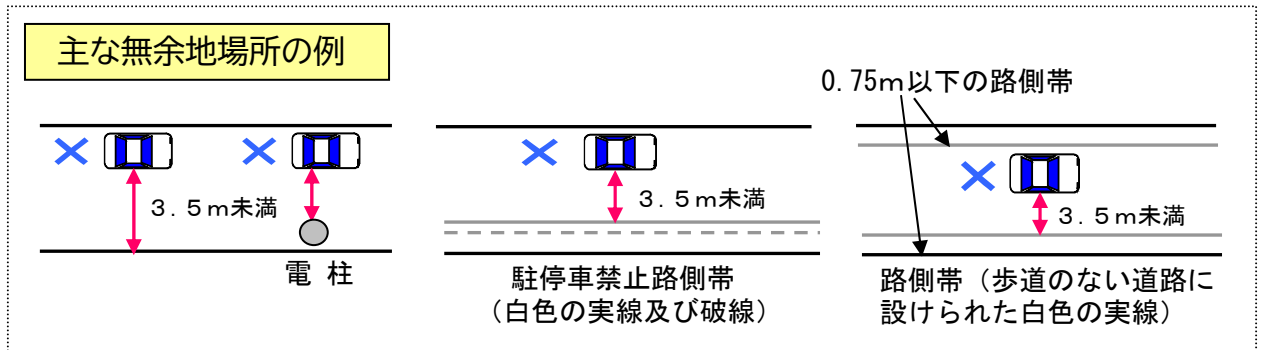 主な無余地場所の例
3.5m未満
電 柱
3.5m未満
駐停車禁止路側帯
(白色の実線及び破線)
0.75m以下の路側帯
3.5m未満
路側帯(歩道のない道路に
設けられた白色の実線)